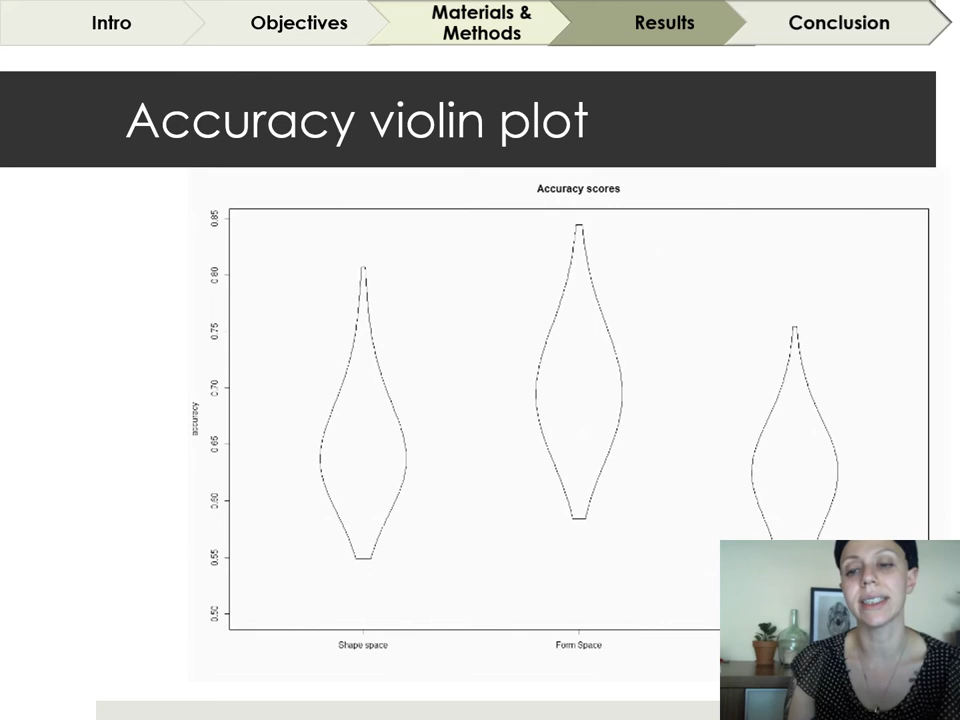 Intro
Objectives
Materials &
Methods
Results
Conclusion
Accuracy violin plot
Accuracy scores
0.85
0.80
0.75
0.70
0.65
0.60
0.55
0.50
accuracy
Shape space
Form Space